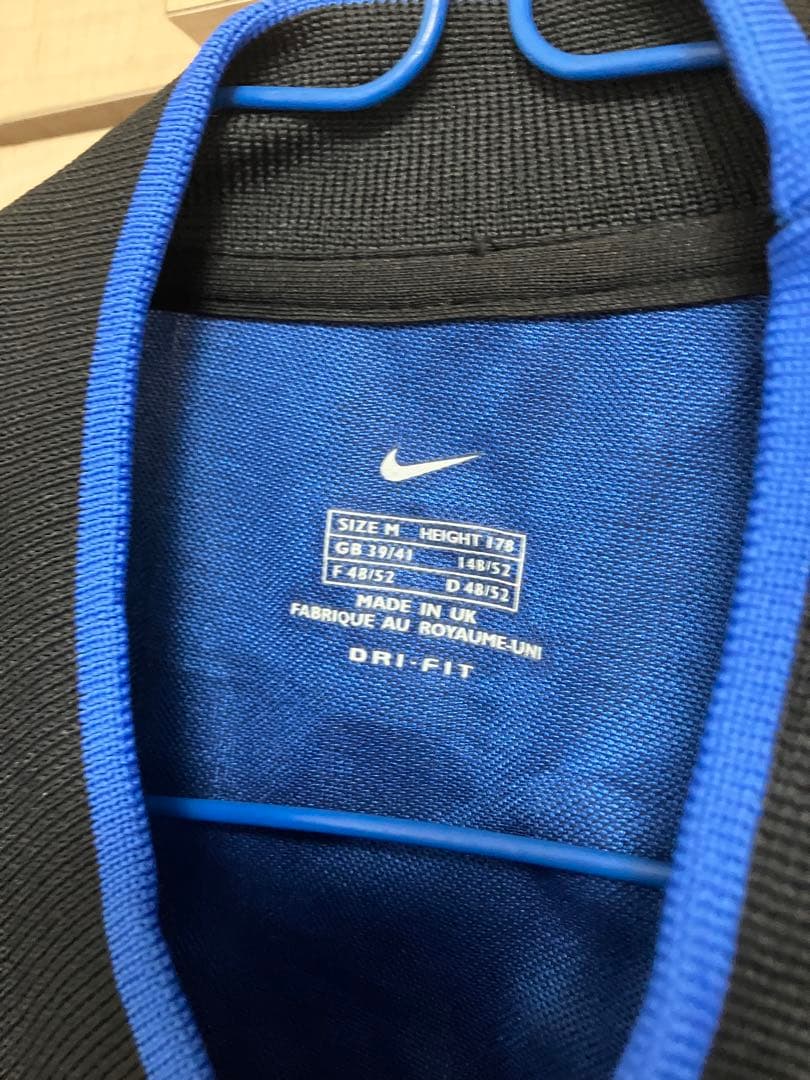 SIZE M HEIGHT 178
GB 39/41 148/52
F 48/52 D 48/52
MADE IN UK
FABRIQUE AU ROYAUME-UNI
DRI-FIT